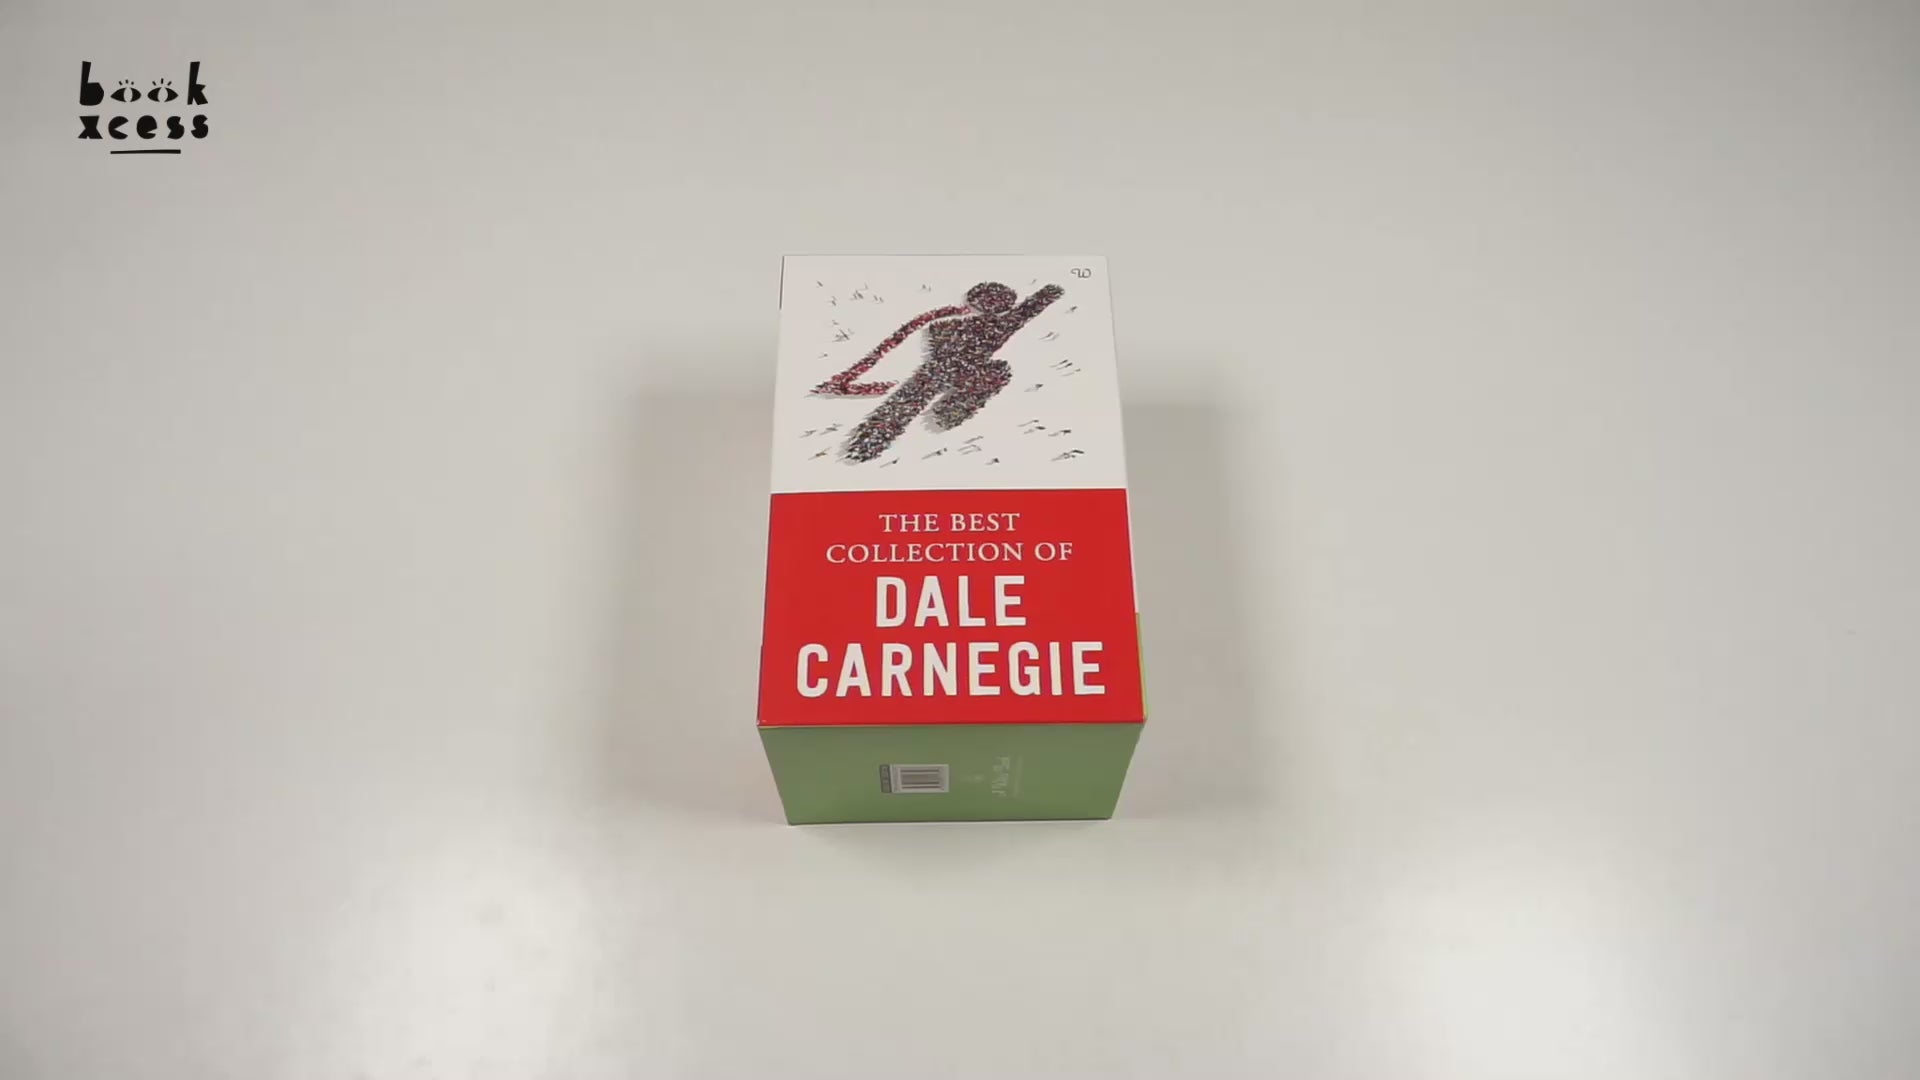 book
xcess
THE BEST
COLLECTION OF
DALE
CARNEGIE